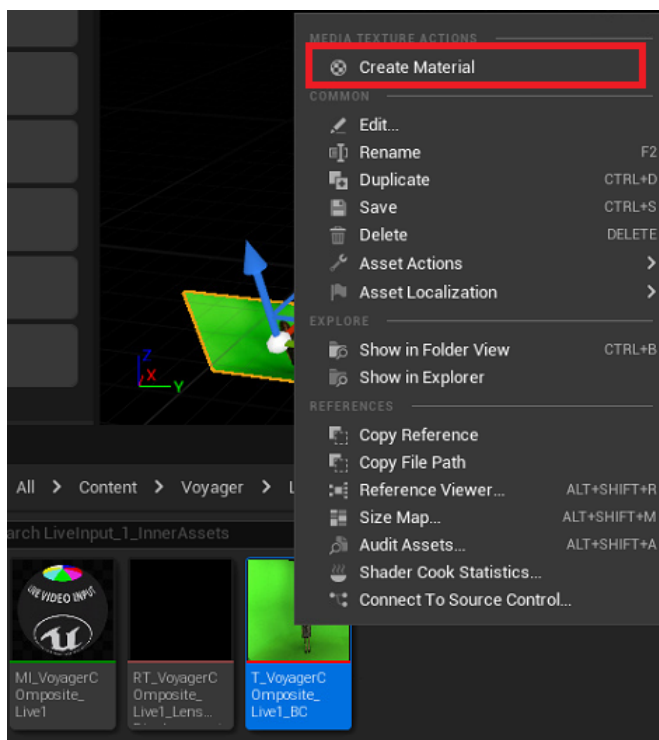 MEDIA TEXTURE ACTIONS
Create Material
COMMON
Edit...
Rename F2
Duplicate CTRL+D
Save CTRL+S
Delete DELETE
Asset Actions
Asset Localization
EXPLORE
Show in Folder View CTRL+B
Show in Explorer
REFERENCES
Copy Reference
Copy File Path
Reference Viewer... ALT+SHIFT+R
Size Map... ALT+SHIFT+M
Audit Assets... ALT+SHIFT+A
Shader Cook Statistics...
Connect To Source Control...
Z
X
Y
All > Content > Voyager > L
arch LiveInput_1_InnerAssets
LIVE VIDEO INPUT
MI_VoyagerC
Omposite_
Live1
RT_VoyagerC
Omposite_
Live1_Lens...
T_VoyagerC
Omposite_
Live1_BC